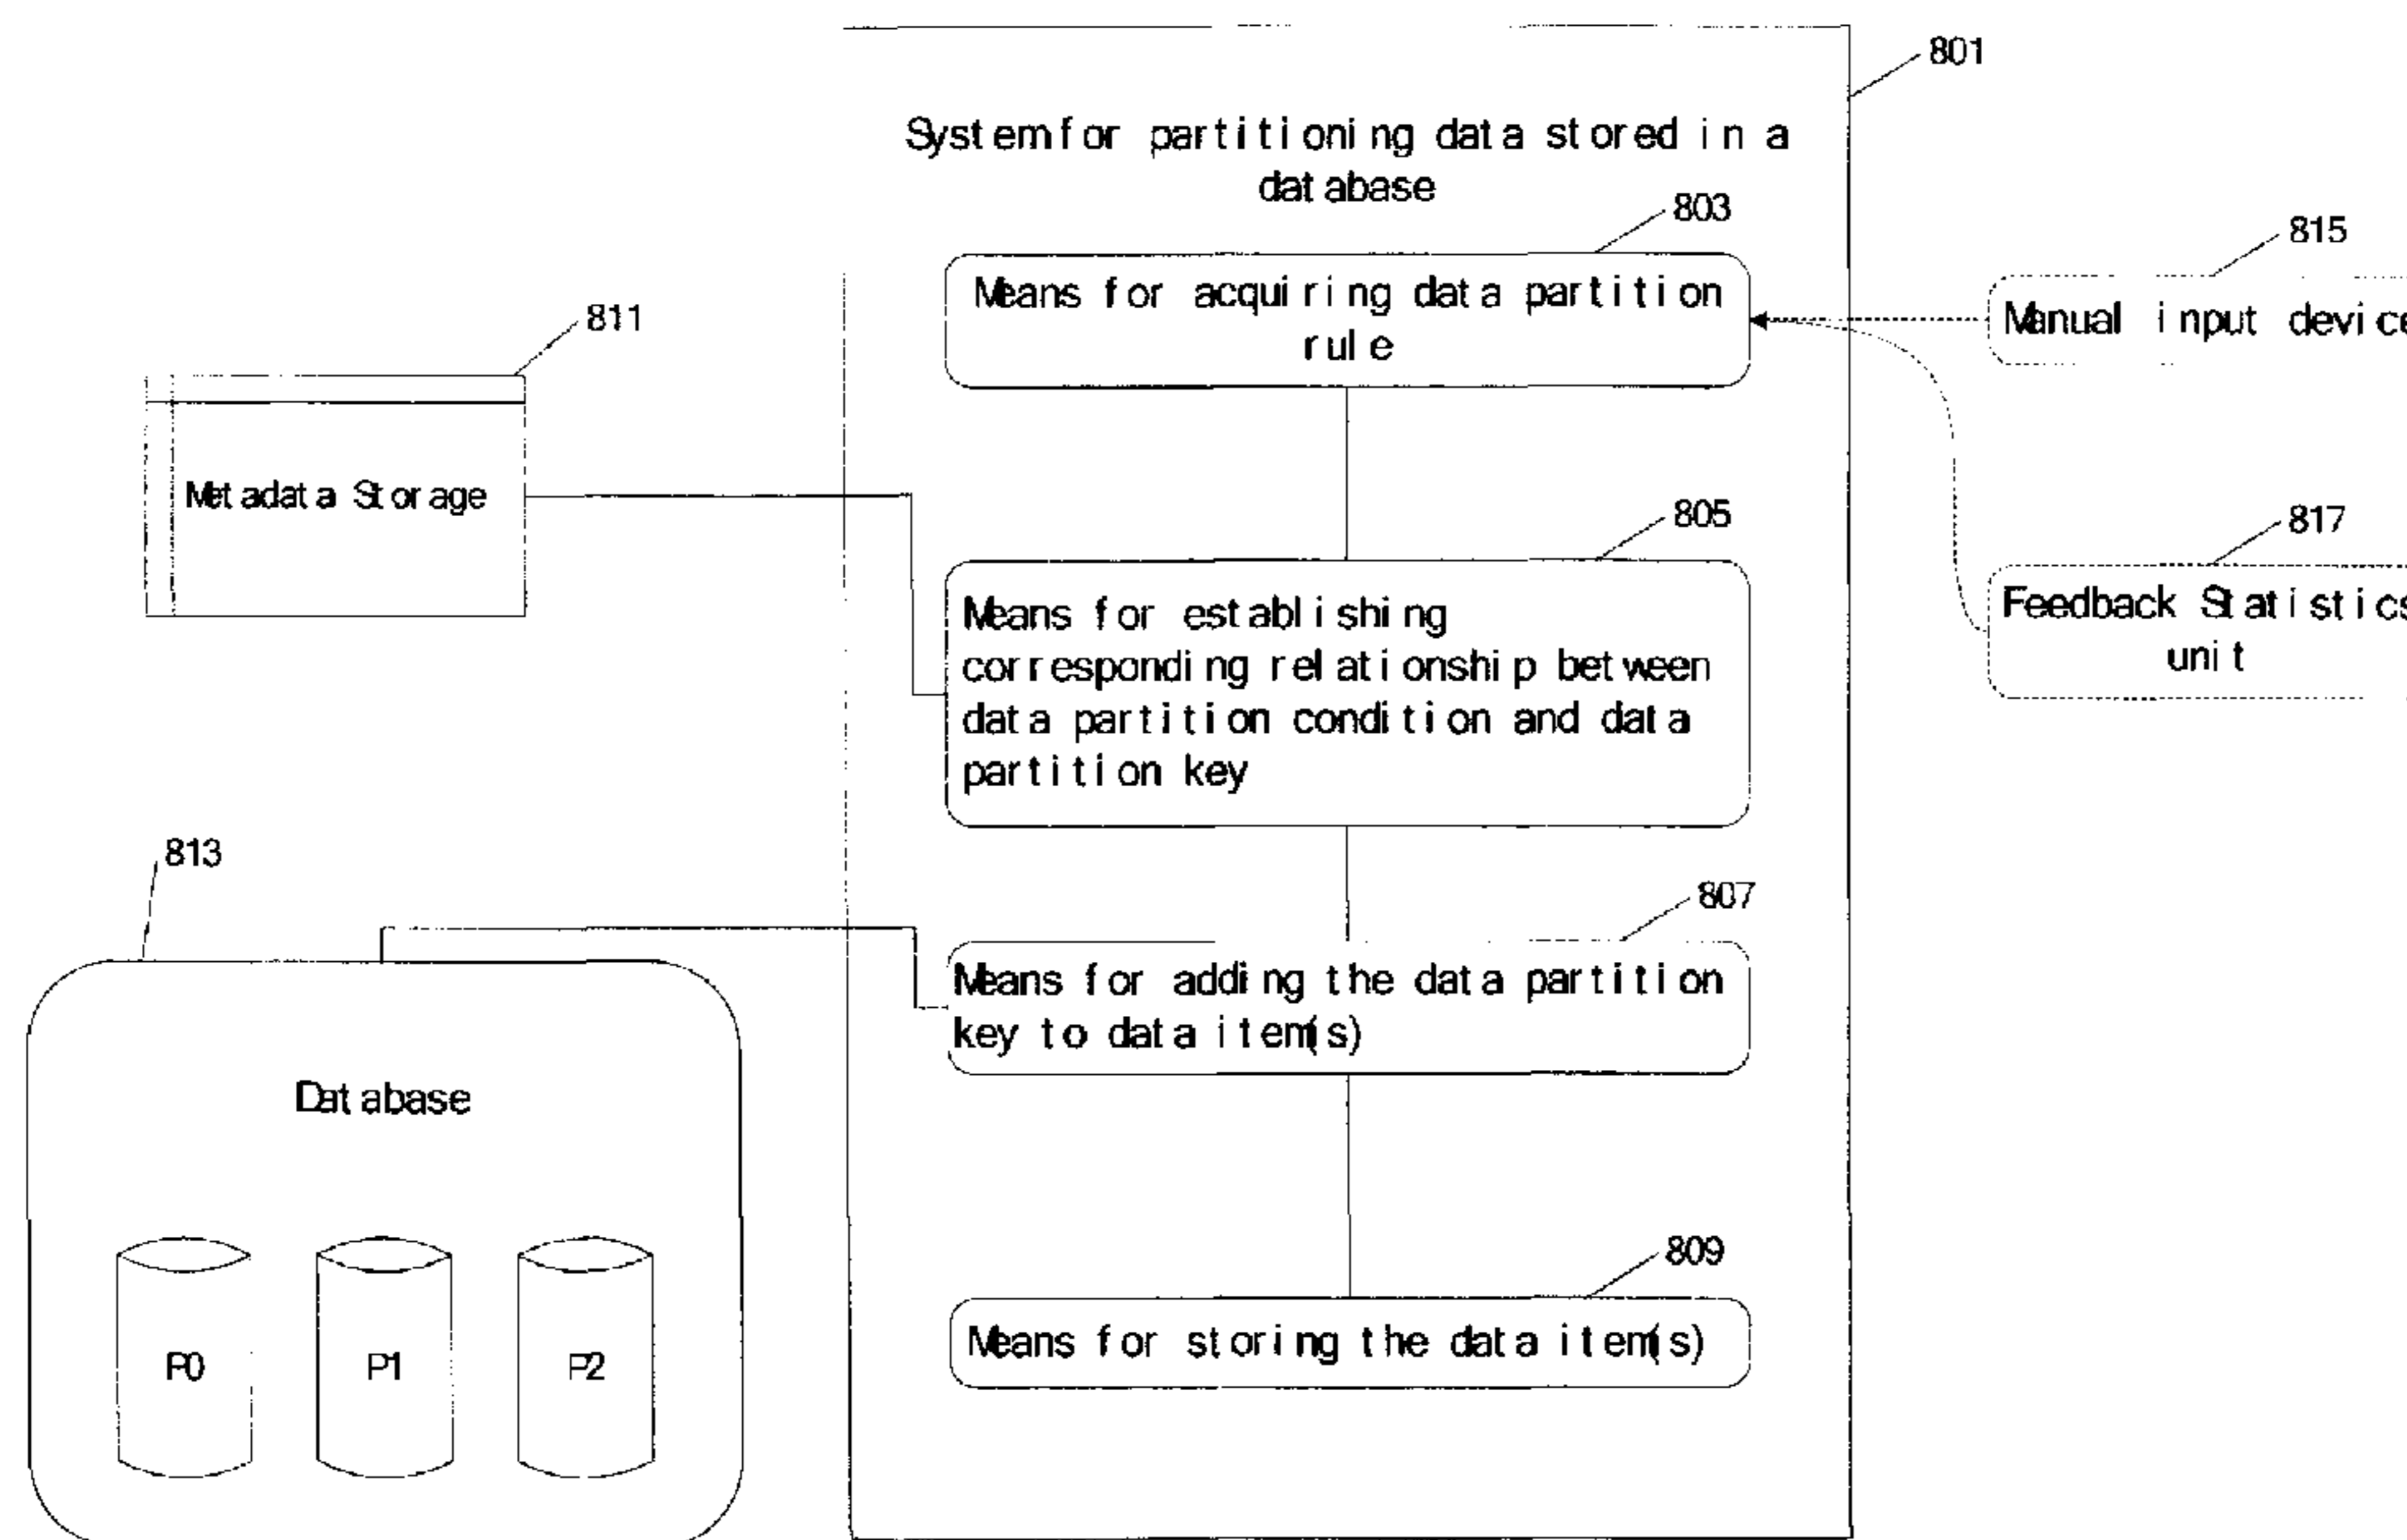 801
System for partitioning data stored in a
database
803
Means for acquiring data partition
rule
815
Manual input device
811
Metadata Storage
805
Means for establishing
corresponding relationship between
data partition condition and data
partition key
817
Feedback Statistics
unit
813
807
Means for adding the data partition
key to data item(s)
Database
809
Means for storing the data item(s)
P0
P1
P2